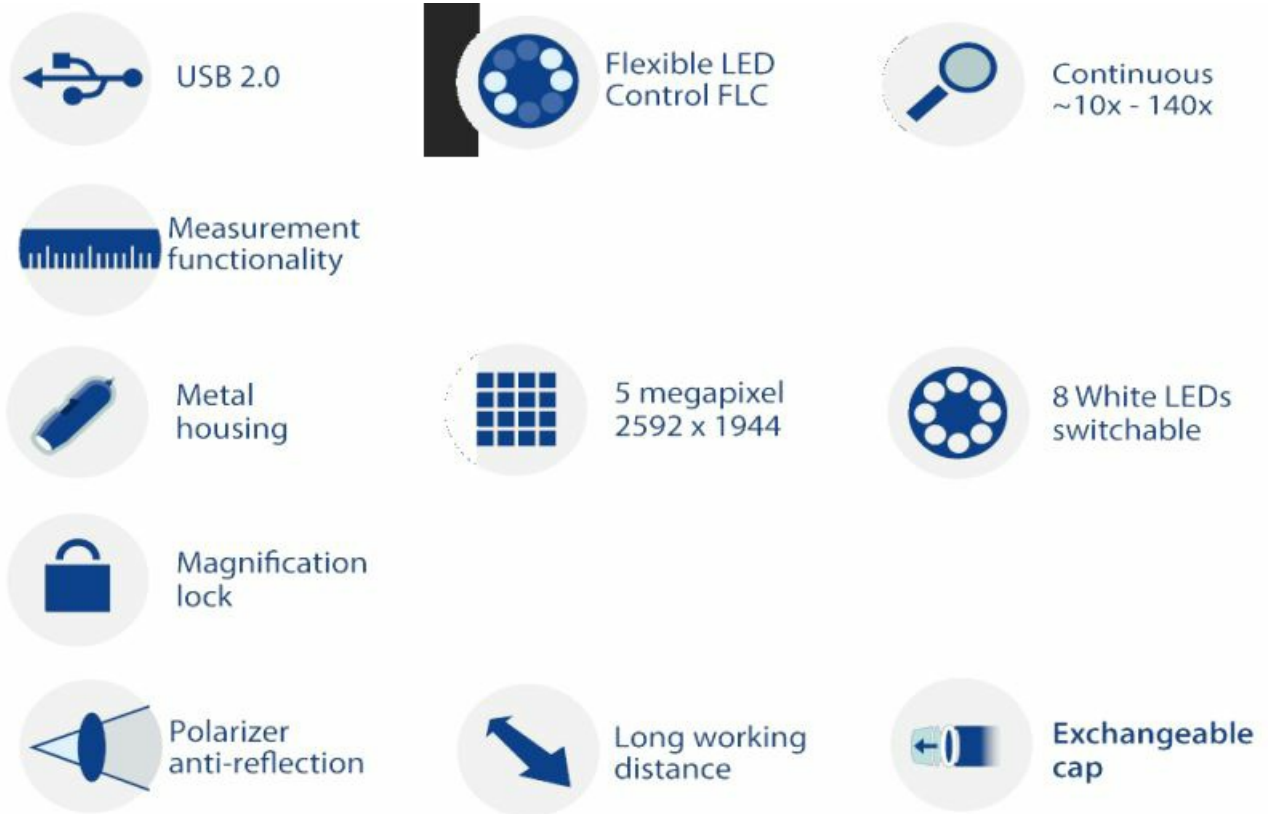 USB 2.0
Flexible LED
Control FLC
Continuous
~10x - 140x
Measurement
functionality
Metal
housing
5 megapixel
2592 x 1944
8 White LEDs
switchable
Magnification
lock
Polarizer
anti-reflection
Long working
distance
Exchangeable
cap